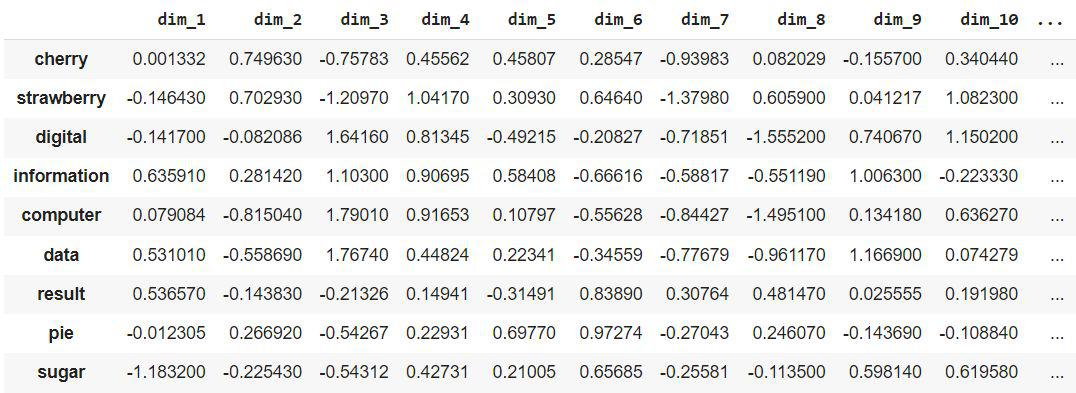 dim_1 dim_2 dim_3 dim_4 dim_5 dim_6 dim_7 dim_8 dim_9 dim_10 ...
cherry 0.001332 0.749630 -0.75783 0.45562 0.45807 0.28547 -0.93983 0.082029 -0.155700 0.340440 ...
strawberry -0.146430 0.702930 -1.20970 1.04170 0.30930 0.64640 -1.37980 0.605900 0.041217 1.082300 ...
digital -0.141700 -0.082086 1.64160 0.81345 -0.49215 -0.20827 -0.71851 -1.555200 0.740670 1.150200 ...
information 0.635910 0.281420 1.10300 0.90695 0.58408 -0.66616 -0.58817 -0.551190 1.006300 -0.223330 ...
computer 0.079084 -0.815040 1.79010 0.91653 0.10797 -0.55628 -0.84427 -1.495100 0.134180 0.636270 ...
data 0.531010 -0.558690 1.76740 0.44824 0.22341 -0.34559 -0.77679 -0.961170 1.166900 0.074279 ...
result 0.536570 -0.143830 -0.21326 0.14941 -0.31491 0.83890 0.30764 0.481470 0.025555 0.191980 ...
pie -0.012305 0.266920 -0.54267 0.22931 0.69770 0.97274 -0.27043 0.246070 -0.143690 -0.108840 ...
sugar -1.183200 -0.225430 -0.54312 0.42731 0.21005 0.65685 -0.25581 -0.113500 0.598140 0.619580 ...